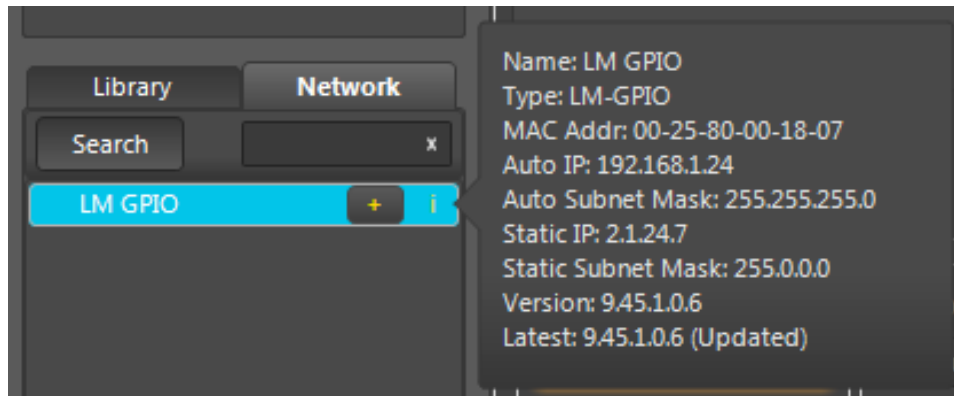 Library
Network
Search
x
LM GPIO
+
i
Name: LM GPIO
Type: LM-GPIO
MAC Addr: 00-25-80-00-18-07
Auto IP: 192.168.1.24
Auto Subnet Mask: 255.255.255.0
Static IP: 2.1.24.7
Static Subnet Mask: 255.0.0.0
Version: 9.45.1.0.6
Latest: 9.45.1.0.6 (Updated)